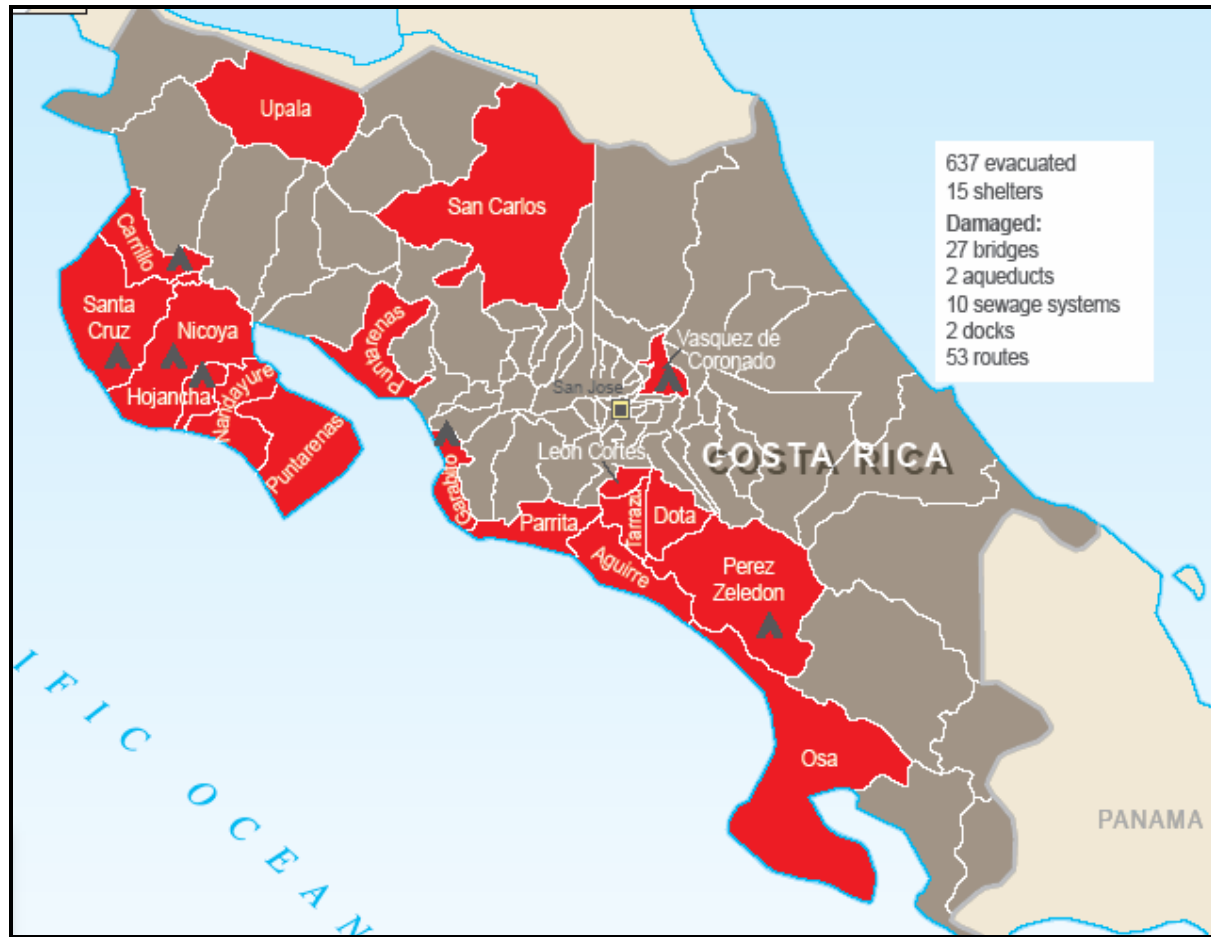 Upala
San Carlos
637 evacuated
15 shelters
Damaged:
27 bridges
2 aqueducts
10 sewage systems
2 docks
53 routes
Carrillo
Santa
Cruz
Nicoya
Puntarenas
Vasquez de
Coronado
San Jose
Hojancha
Nandayure
Puntarenas
Garabito
Leon Cortes
COSTA RICA
Parrita
Tarrazu
Dota
Aguirre
Perez
Zeledon
Osa
PANAMA
IFIC OCEAN